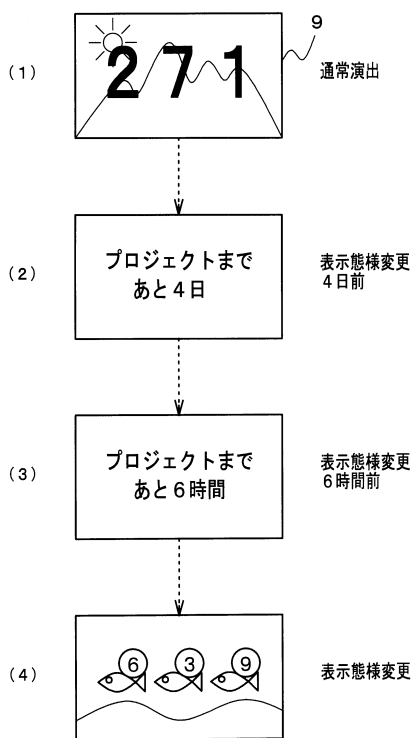 9
(1)
271
通常演出
(2)
プロジェクトまで
あと4日
表示態様変更
4日前
(3)
プロジェクトまで
あと6時間
表示態様変更
6時間前
(4)
6 3 9
表示態様変更